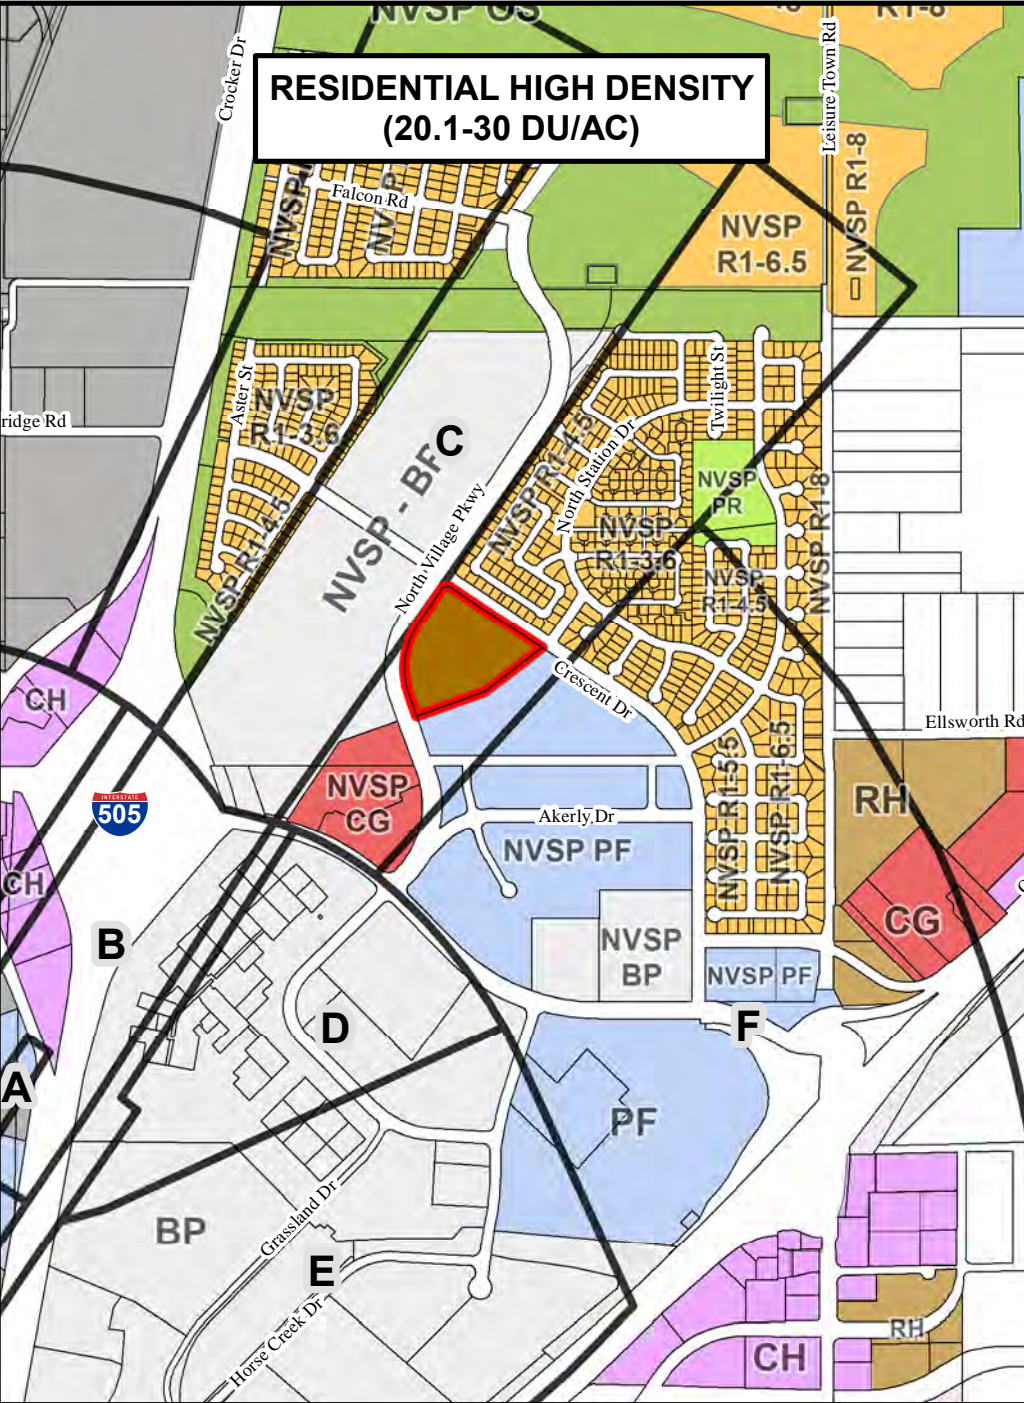 NVSP OS
R1-8
RESIDENTIAL HIGH DENSITY
(20.1-30 DU/AC)
Crocker Dr
Leisure Town Rd
Falcon Rd
NVSP
R1-6.5
NVSP R1-8
Aster St
NVSP
R1-3.6
Twilight St
ridge Rd
C
NVSP - BP
North Village Pkwy
NVSP R1-4.5
North Station Dr
NVSP
PR
NVSP R1-8
NVSP R1-4.5
NVSP
R1-3.6
NVSP
R1-4.5
CH
Crescent Dr
Ellsworth Rd
NVSP
CG
INTERSTATE
505
Akerly Dr
NVSP R1-5.5
NVSP R1-6.5
RH
NVSP PF
CH
CG
B
NVSP
BP
NVSP PF
D
F
A
PF
BP
Grassland Dr
E
Horse Creek Dr
RH
CH